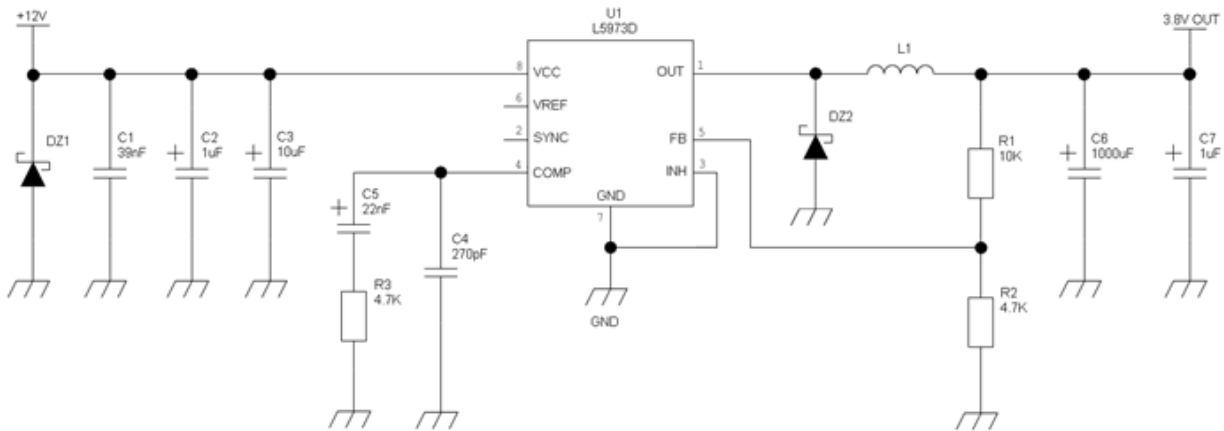 +12V
U1
L5973D
3.8V OUT
L1
8
VCC
OUT
1
6
VREF
2
SYNC
FB
5
4
COMP
INH
3
GND
7
GND
DZ1
C1
39nF
C2
1uF
C3
10uF
C5
22nF
C4
270pF
R3
4.7K
DZ2
R1
10K
R2
4.7K
C6
1000uF
C7
1uF